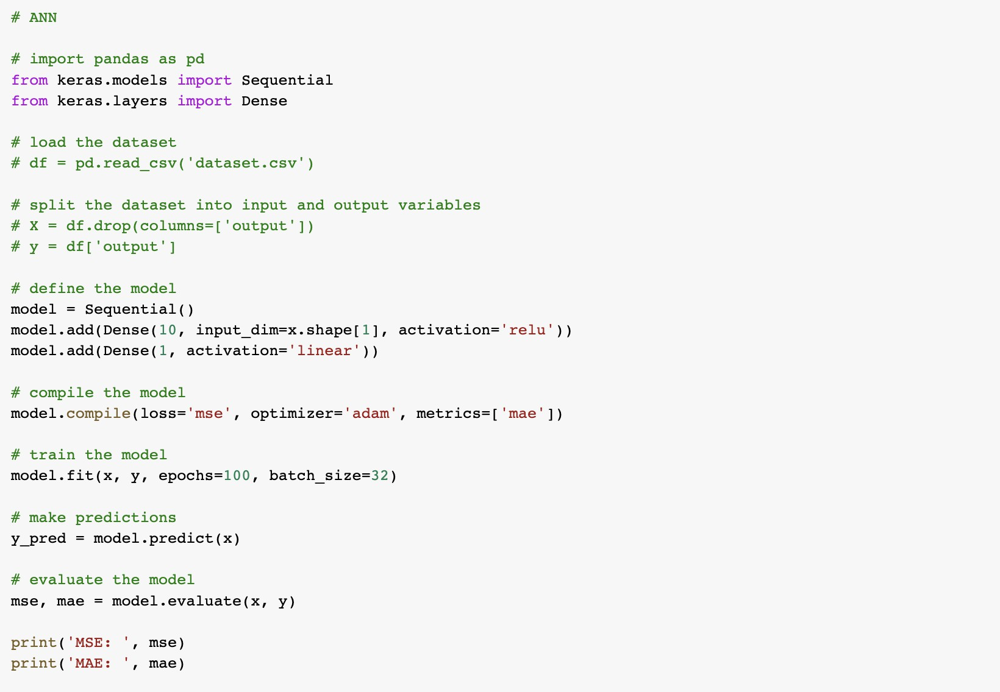 # ANN
# import pandas as pd
from keras.models import Sequential
from keras.layers import Dense
# load the dataset
# df = pd.read_csv('dataset.csv')
# split the dataset into input and output variables
# X = df.drop(columns=['output'])
# y = df['output']
# define the model
model = Sequential()
model.add(Dense(10, input_dim=x.shape[1], activation='relu'))
model.add(Dense(1, activation='linear'))
# compile the model
model.compile(loss='mse', optimizer='adam', metrics=['mae'])
# train the model
model.fit(x, y, epochs=100, batch_size=32)
# make predictions
y_pred = model.predict(x)
# evaluate the model
mse, mae = model.evaluate(x, y)
print('MSE: ', mse)
print('MAE: ', mae)